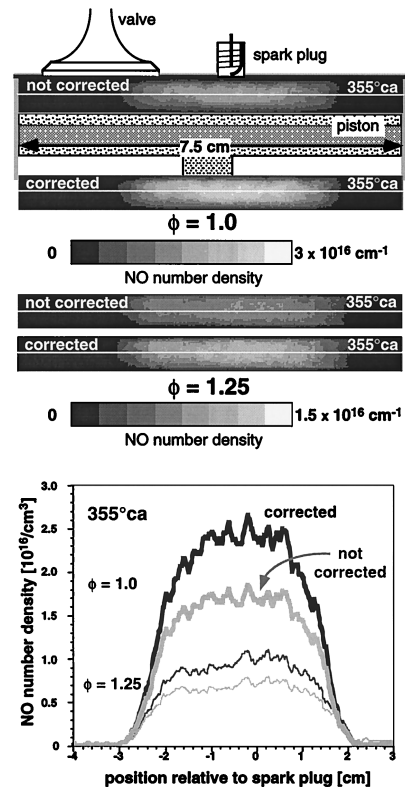 valve
spark plug
not corrected 355°ca
piston
7.5 cm
corrected 355°ca
ϕ = 1.0
0 3 x 10¹⁶ cm⁻¹
NO number density
not corrected 355°ca
corrected 355°ca
ϕ = 1.25
0 1.5 x 10¹⁶ cm⁻¹
NO number density
NO number density [10¹⁶/cm³]
3.0
2.5
2.0
1.5
1.0
0.5
0
355°ca
corrected
not
corrected
ϕ = 1.0
ϕ = 1.25
-4 -3 -2 -1 0 1 2 3
position relative to spark plug [cm]